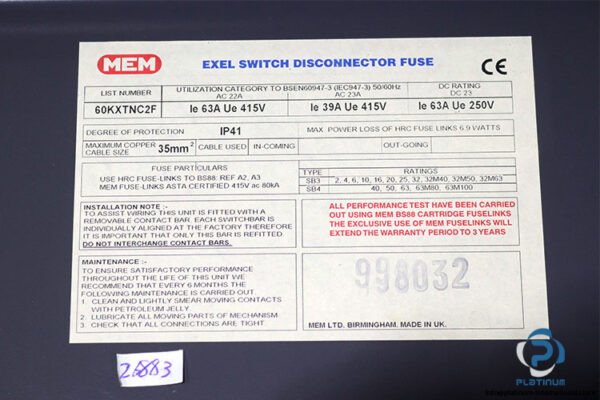 MEM
EXEL SWITCH DISCONNECTOR FUSE
CE
LIST NUMBER
UTILIZATION CATEGORY TO BSEN60947-3 (IEC947-3) 50/60Hz
AC 22A AC 23A
DC RATING
DC 23
60KXTNC2F Ie 63A Ue 415V Ie 39A Ue 415V Ie 63A Ue 250V
DEGREE OF PROTECTION IP41 MAX. POWER LOSS OF HRC FUSE LINKS 6.9 WATTS
MAXIMUM COPPER
CABLE SIZE
35mm2 CABLE USED IN-COMING OUT-GOING
FUSE PARTICULARS
USE HRC FUSE-LINKS TO BS88: REF A2, A3
MEM FUSE-LINKS ASTA CERTIFIED 415V ac 80kA
TYPE RATINGS
SB3 2, 4, 6, 10, 16, 20, 25, 32, 32M40, 32M50, 32M63
SB4 40, 50, 63, 63M80, 63M100
INSTALLATION NOTE :-
TO ASSIST WIRING THIS UNIT IS FITTED WITH A
REMOVABLE CONTACT BAR. EACH SWITCHBAR IS
INDIVIDUALLY ALIGNED AT THE FACTORY THEREFORE
IT IS IMPORTANT THAT ONLY THIS BAR IS REFITTED
DO NOT INTERCHANGE CONTACT BARS.
ALL PERFORMANCE TEST HAVE BEEN CARRIED
OUT USING MEM BS88 CARTRIDGE FUSELINKS
THE EXCLUSIVE USE OF MEM FUSELINKS WILL
EXTEND THE WARRANTY PERIOD TO 3 YEARS
MAINTENANCE :-
TO ENSURE SATISFACTORY PERFORMANCE
THROUGHOUT THE LIFE OF THIS UNIT WE
RECOMMEND THAT EVERY 6 MONTHS THE
FOLLOWING MAINTENANCE IS CARRIED OUT.
1. CLEAN AND LIGHTLY SMEAR MOVING CONTACTS
WITH PETROLEUM JELLY.
2. LUBRICATE ALL MOVING PARTS OF MECHANISM
3. CHECK THAT ALL CONNECTIONS ARE TIGHT
998032
MEM LTD. BIRMINGHAM. MADE IN UK.
PLATINUM